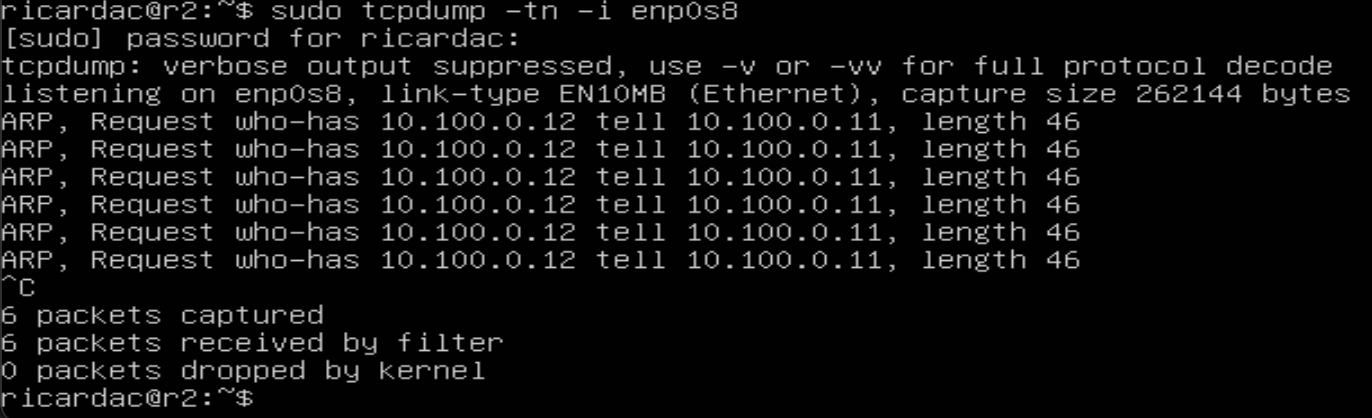 ricardac@r2:~$ sudo tcpdump -tn -i enp0s8
[sudo] password for ricardac:
tcpdump: verbose output suppressed, use -v or -vv for full protocol decode
listening on enp0s8, link-type EN10MB (Ethernet), capture size 262144 bytes
ARP, Request who-has 10.100.0.12 tell 10.100.0.11, length 46
ARP, Request who-has 10.100.0.12 tell 10.100.0.11, length 46
ARP, Request who-has 10.100.0.12 tell 10.100.0.11, length 46
ARP, Request who-has 10.100.0.12 tell 10.100.0.11, length 46
ARP, Request who-has 10.100.0.12 tell 10.100.0.11, length 46
ARP, Request who-has 10.100.0.12 tell 10.100.0.11, length 46
^C
6 packets captured
6 packets received by filter
0 packets dropped by kernel
ricardac@r2:~$